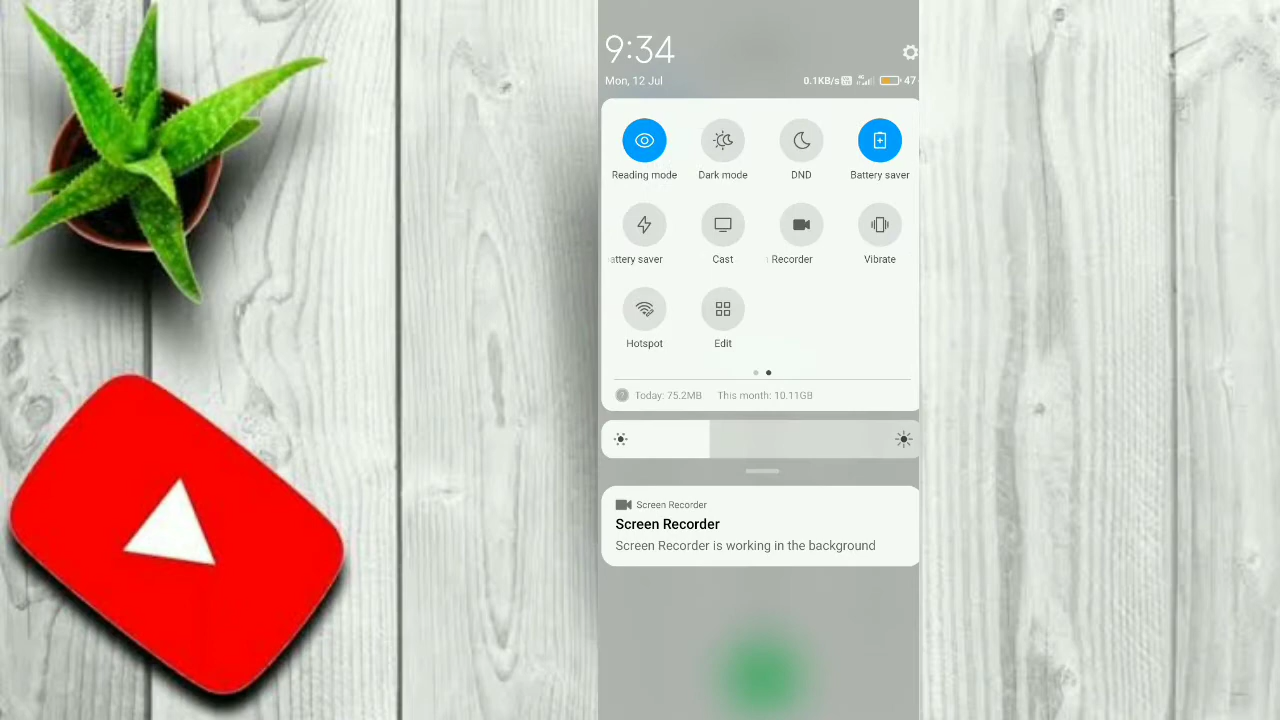 9:34
Mon, 12 Jul
0.1KB/s 4G 47
Reading mode
Dark mode
DND
Battery saver
attery saver
Cast
Recorder
Vibrate
Hotspot
Edit
Today: 75.2MB This month: 10.11GB
Screen Recorder
Screen Recorder
Screen Recorder is working in the background